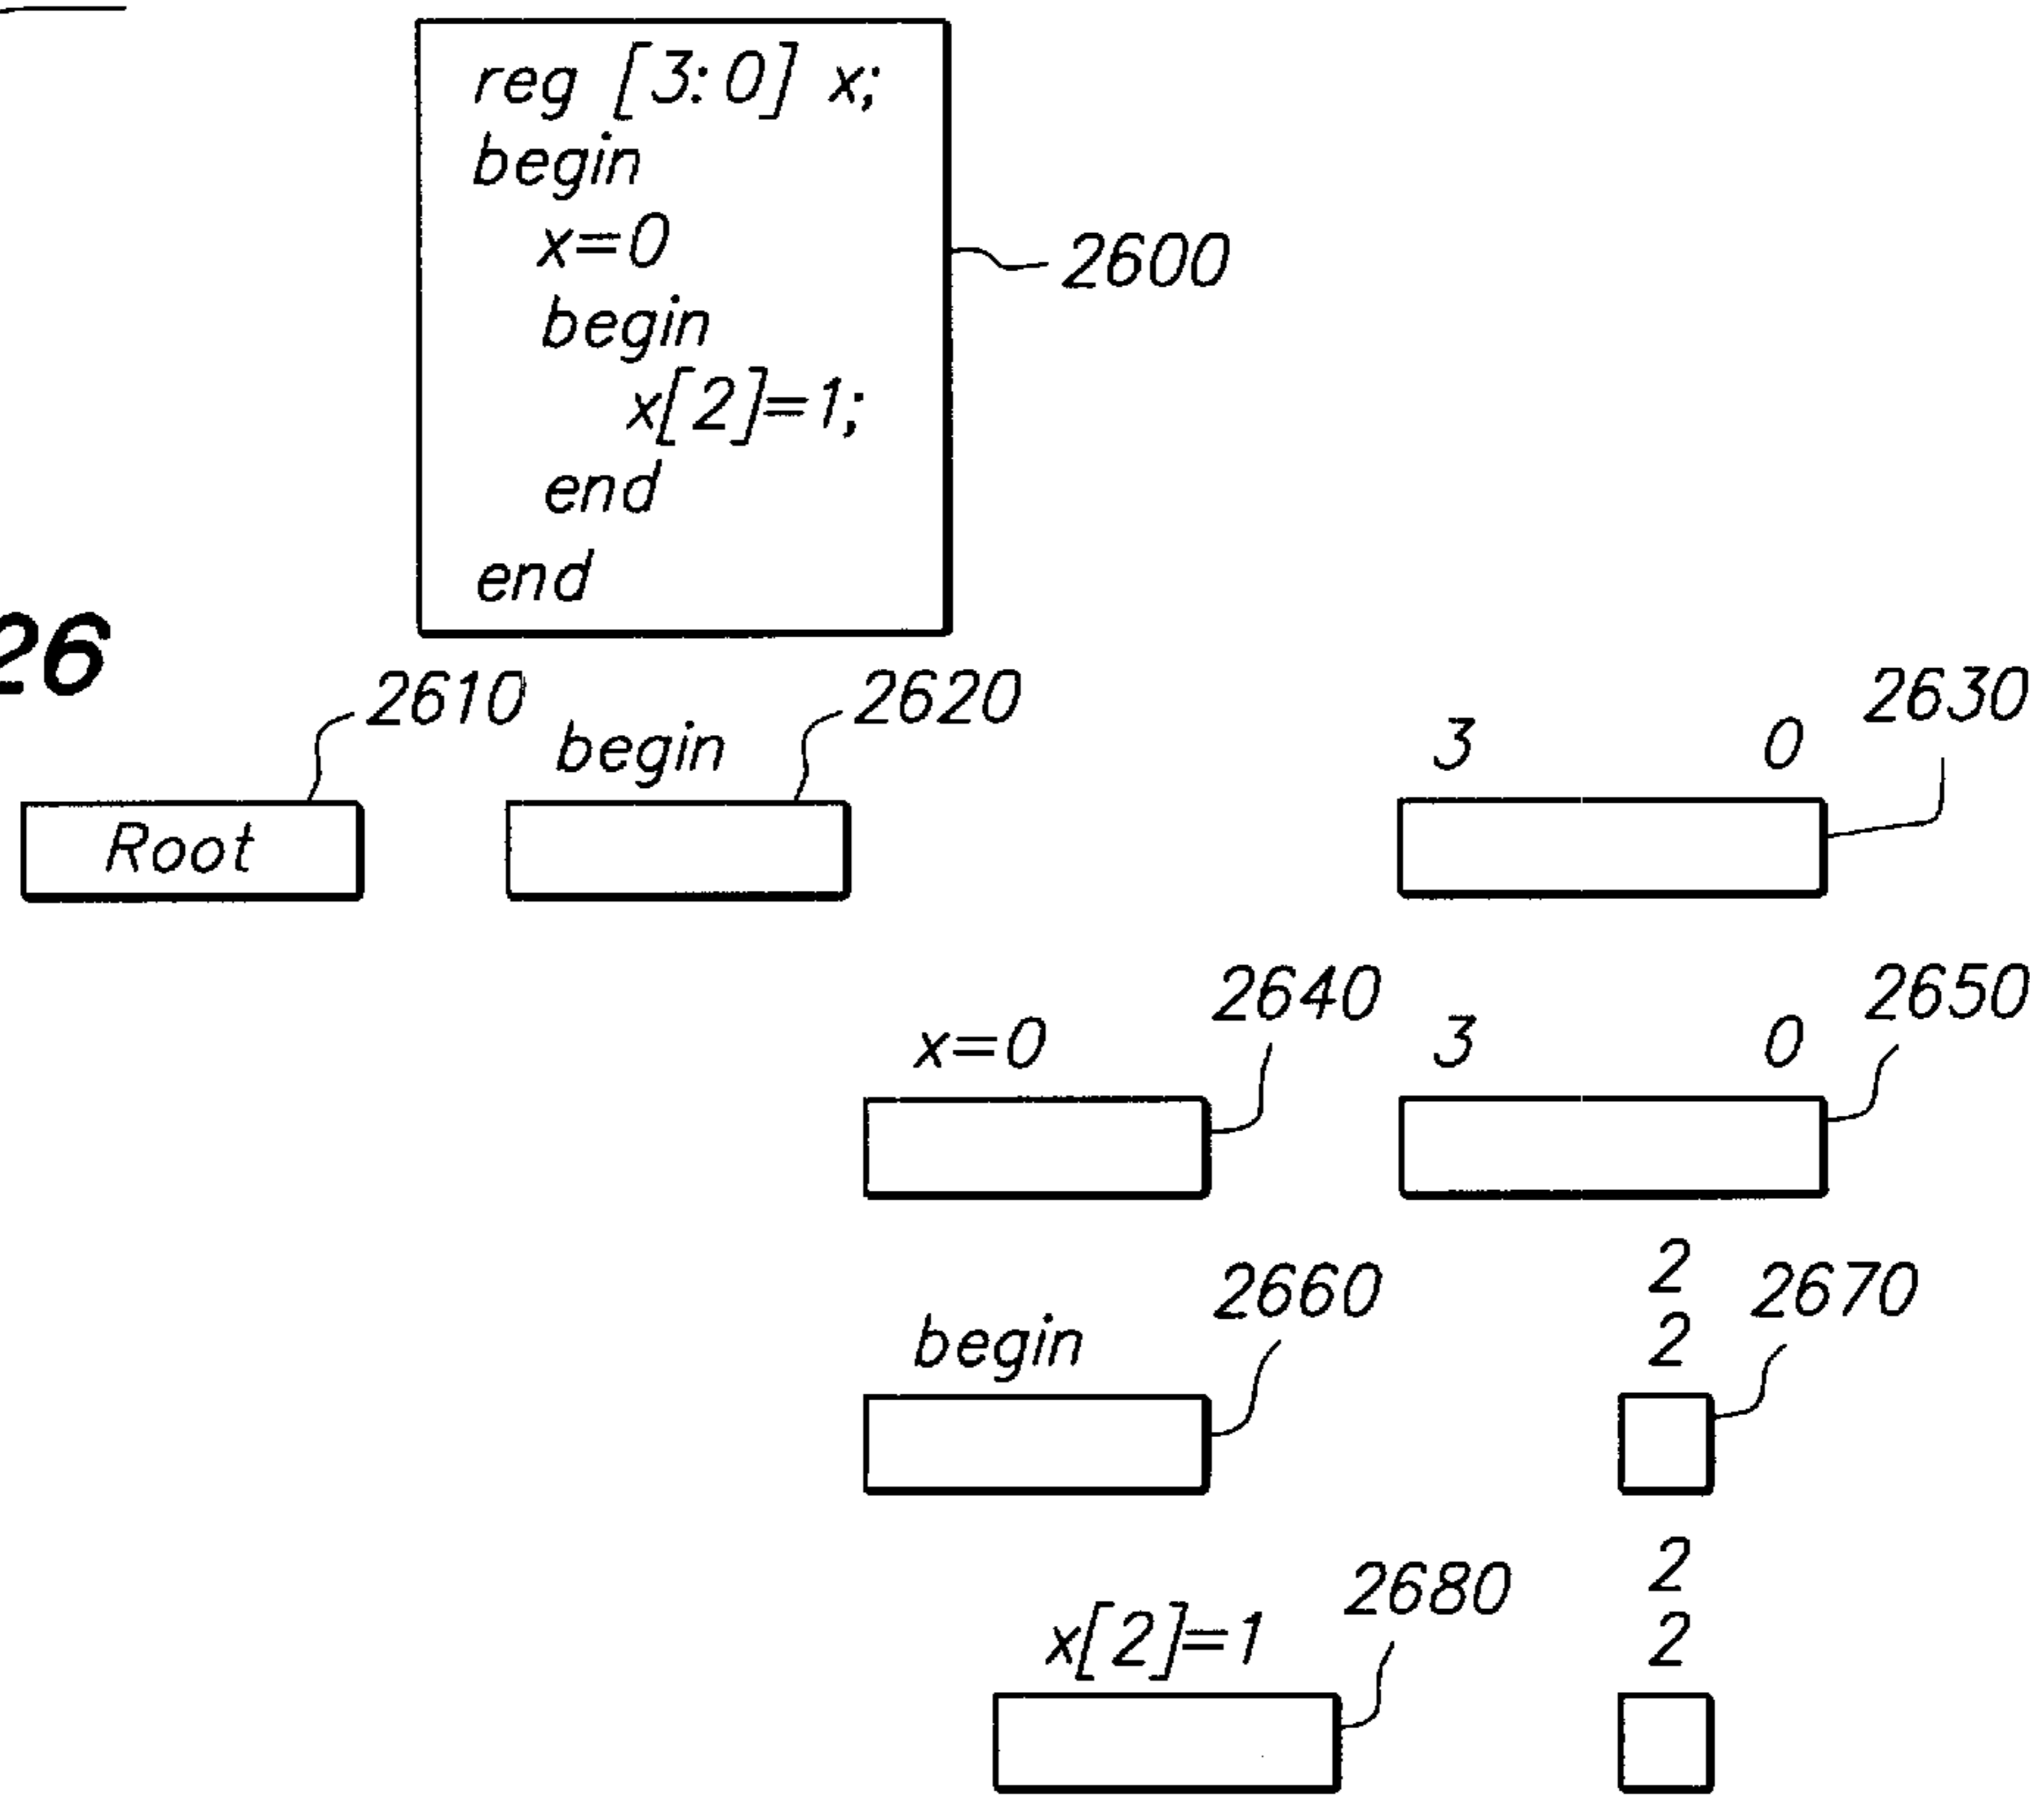 reg [3:0] x;
begin
x=0
2600
begin
x[2]=1;
end
end
26
2610
begin
2620
3 0
2630
Root
2640
2650
x=0
3 0
2
2660
2670
begin
2
2
2680
x[2]=1
2